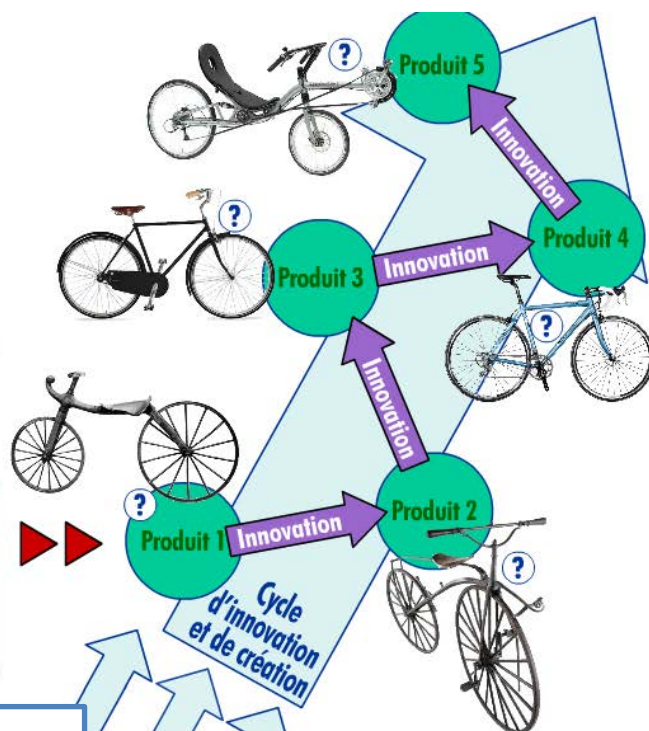 ?
Produit 5
Innovation
?
Produit 4
Produit 3
Innovation
?
Innovation
?
Produit 2
Produit 1
Innovation
?
Cycle
d'innovation
et de création